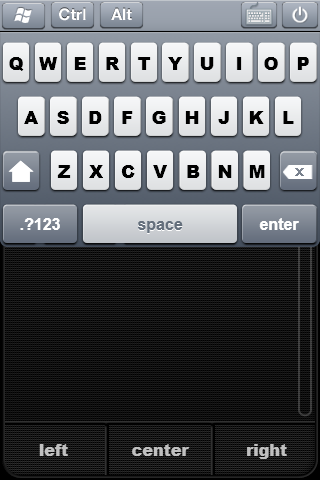 Ctrl Alt
Q W E R T Y U I O P
A S D F G H J K L
Z X C V B N M x
.?123 space enter
left center right